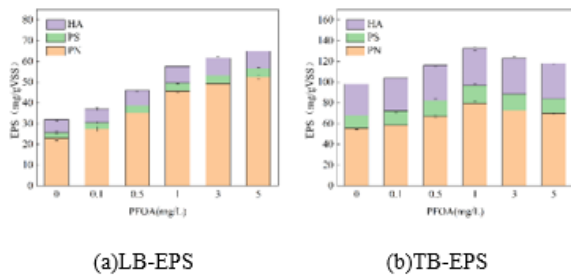 HA
PS
PN
EPS (mg/gVSS)
80
70
60
50
40
30
20
10
0
0 0.1 0.5 1 3 5
PFOA(mg/L)
(a)LB-EPS
HA
PS
PN
EPS (mg/gVSS)
160
140
120
100
80
60
40
20
0
0 0.1 0.5 1 3 5
PFOA(mg/L)
(b)TB-EPS